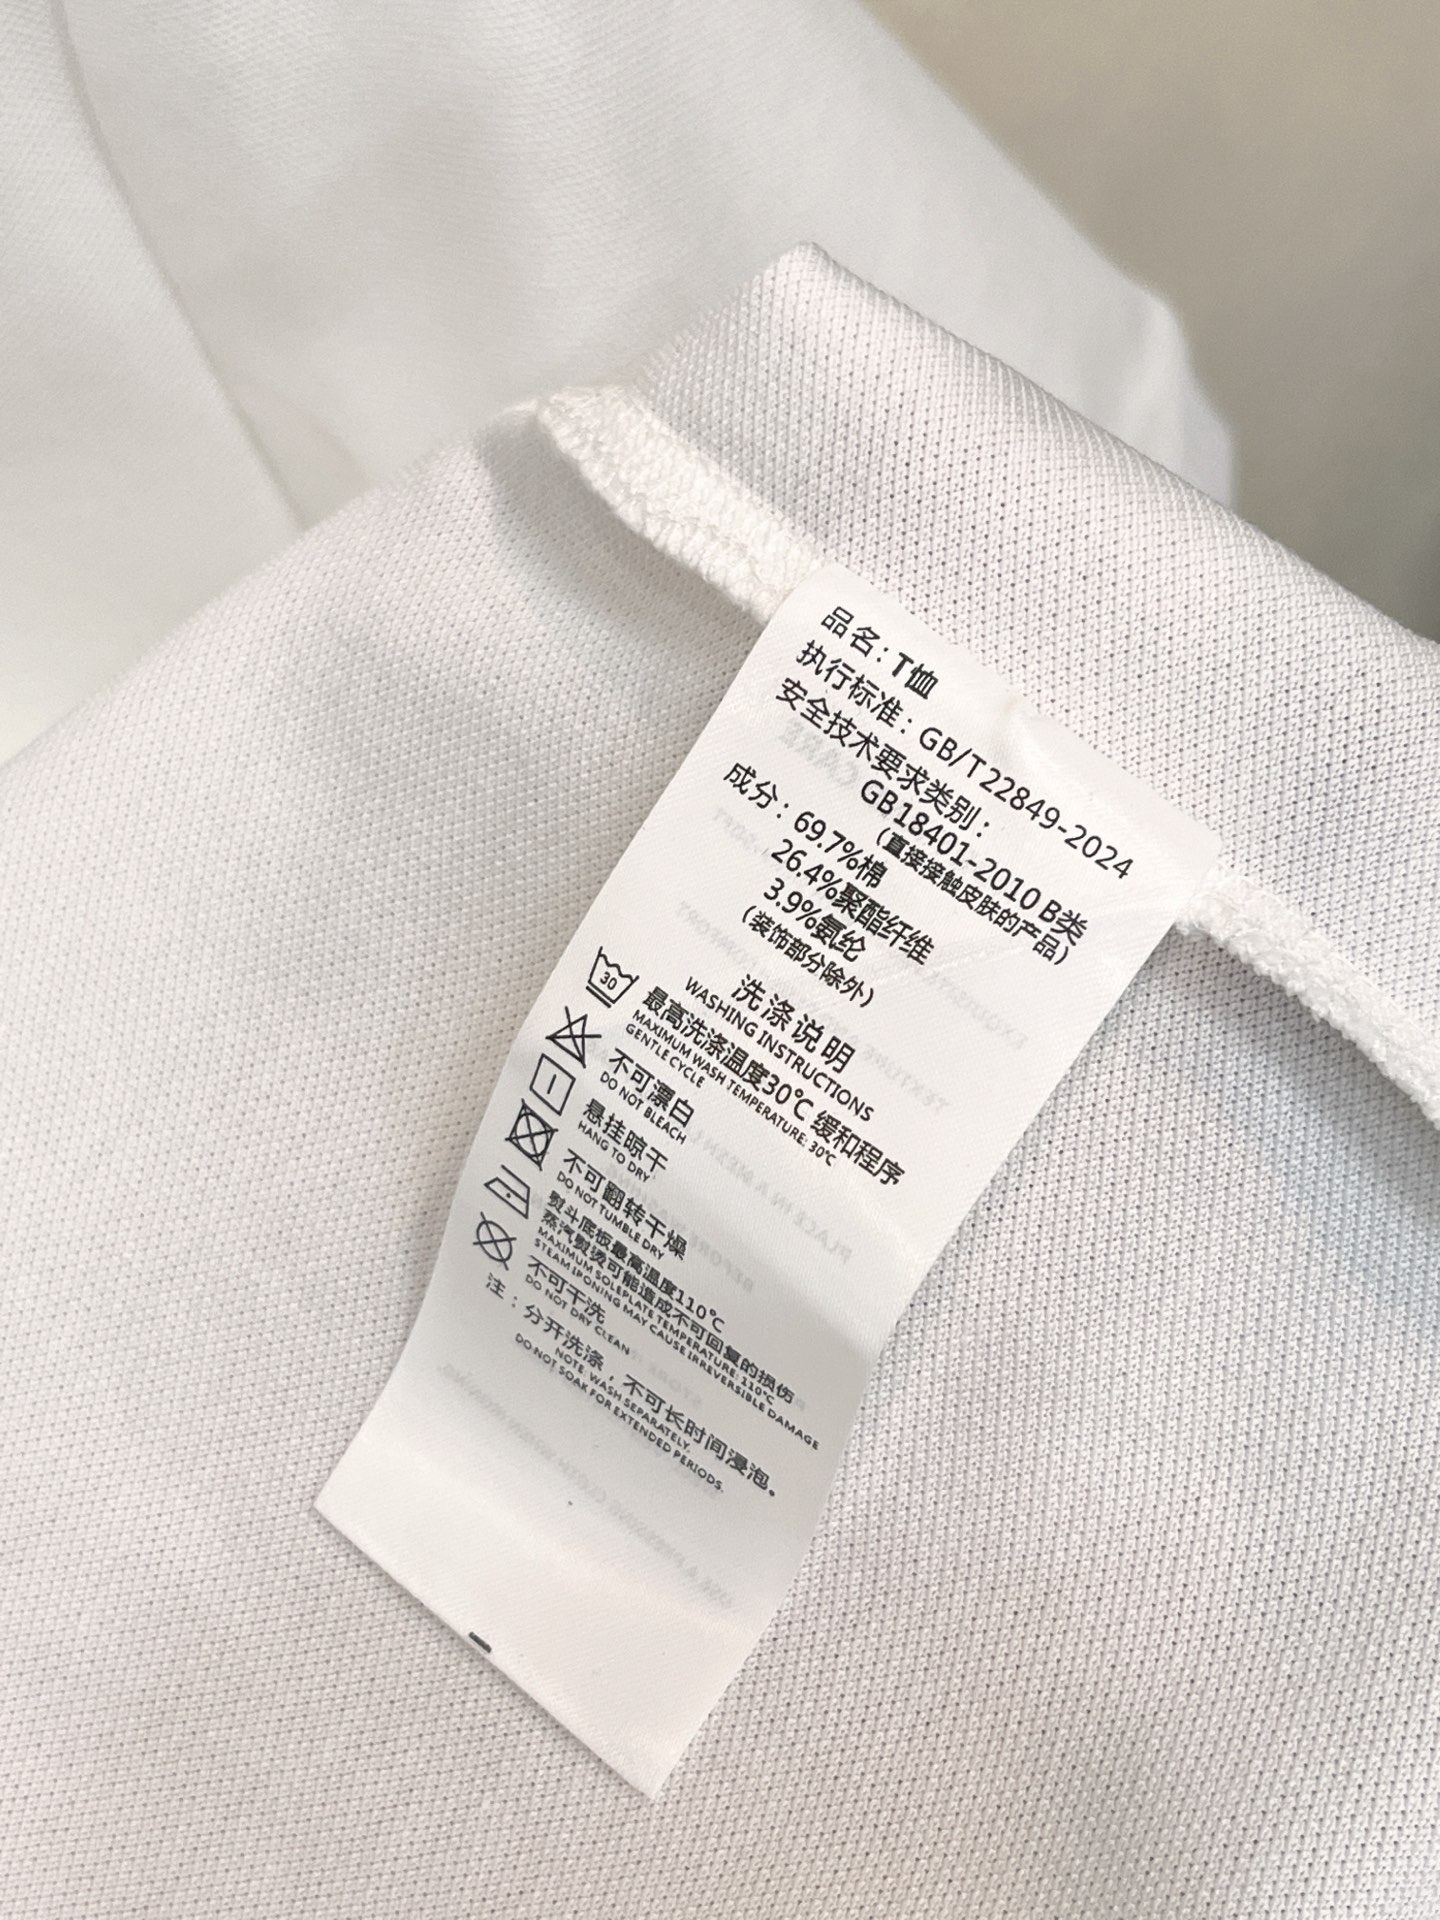 品名：T恤
执行标准：GB/T22849-2024
安全技术要求类别：
GB18401-2010 B类
（直接接触皮肤的产品）
成分：69.7%棉
26.4%聚酯纤维
3.9%氨纶
（装饰部分除外）
洗涤说明
WASHING INSTRUCTIONS
30
最高洗涤温度30℃ 缓和程序
MAXIMUM WASH TEMPERATURE: 30℃
GENTLE CYCLE
不可漂白
DO NOT BLEACH
悬挂晾干
HANG TO DRY
不可翻转干燥
DO NOT TUMBLE DRY
熨斗底板最高温度110℃
蒸汽熨烫可能造成不可回复的损伤
MAXIMUM SOLEPLATE TEMPERATURE: 110℃
STEAM IRONING MAY CAUSE IRREVERSIBLE DAMAGE
不可干洗
DO NOT DRY CLEAN
注：分开洗涤，不可长时间浸泡。
NOTE: WASH SEPARATELY.
DO NOT SOAK FOR EXTENDED PERIODS.